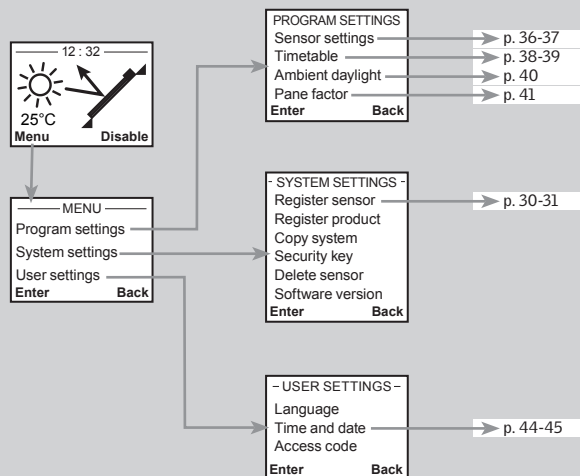 12 : 32
25°C
Menu Disable
MENU
Program settings
System settings
User settings
Enter Back
PROGRAM SETTINGS
Sensor settings p. 36-37
Timetable p. 38-39
Ambient daylight p. 40
Pane factor p. 41
Enter Back
- SYSTEM SETTINGS -
Register sensor p. 30-31
Register product
Copy system
Security key
Delete sensor
Software version
Enter Back
- USER SETTINGS -
Language
Time and date p. 44-45
Access code
Enter Back